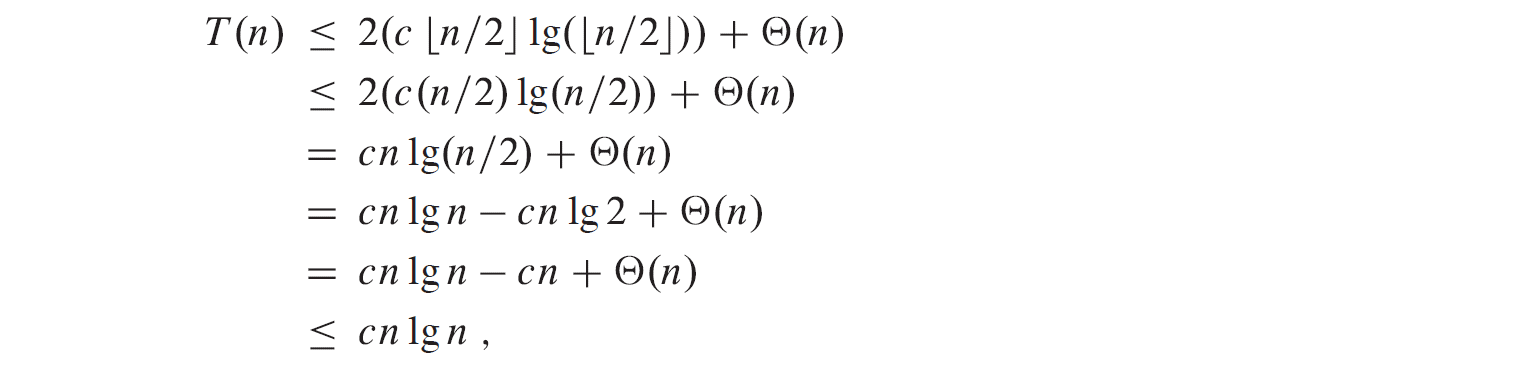 T(n) ≤ 2(c ⌊n/2⌋ lg(⌊n/2⌋)) + Θ(n)
≤ 2(c(n/2) lg(n/2)) + Θ(n)
= cn lg(n/2) + Θ(n)
= cn lg n − cn lg 2 + Θ(n)
= cn lg n − cn + Θ(n)
≤ cn lg n ,